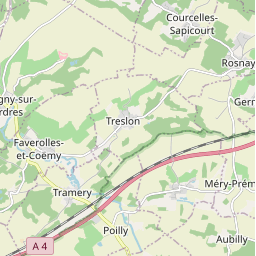 Courcelles-
Sapicourt
Rosnay
gny-sur-
rdres
Germ
Treslon
Faverolles-
et-Coëmy
Tramery
Méry-Prém
A 4
Poilly
Aubilly